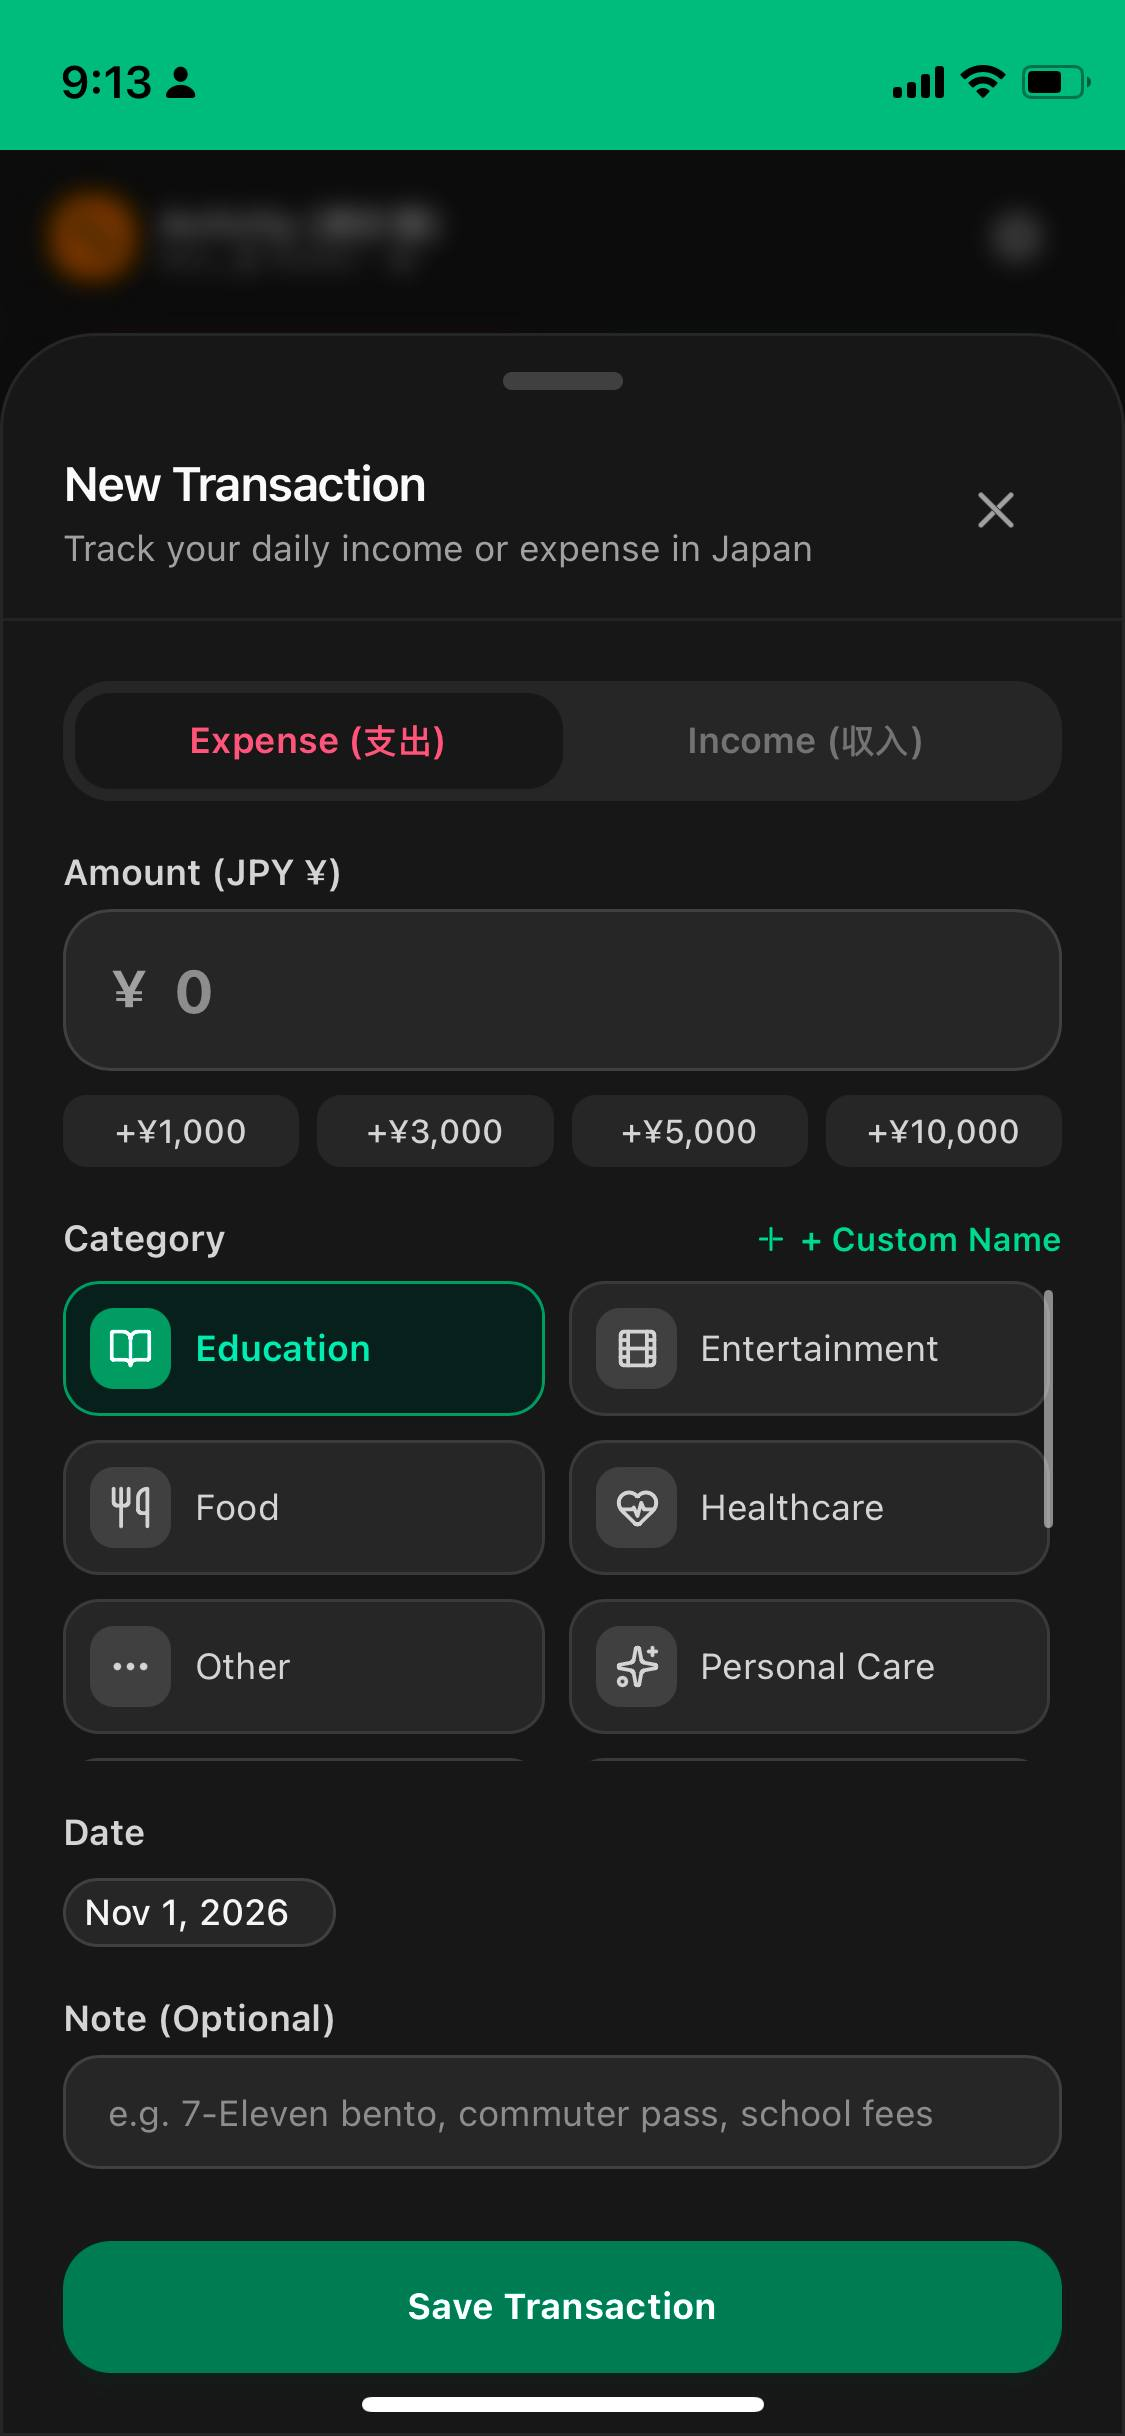 9:13
New Transaction
Track your daily income or expense in Japan
Expense (支出)
Income (収入)
Amount (JPY ¥)
¥ 0
+¥1,000
+¥3,000
+¥5,000
+¥10,000
Category
+ Custom Name
Education
Entertainment
Food
Healthcare
Other
Personal Care
Date
Nov 1, 2026
Note (Optional)
e.g. 7-Eleven bento, commuter pass, school fees
Save Transaction